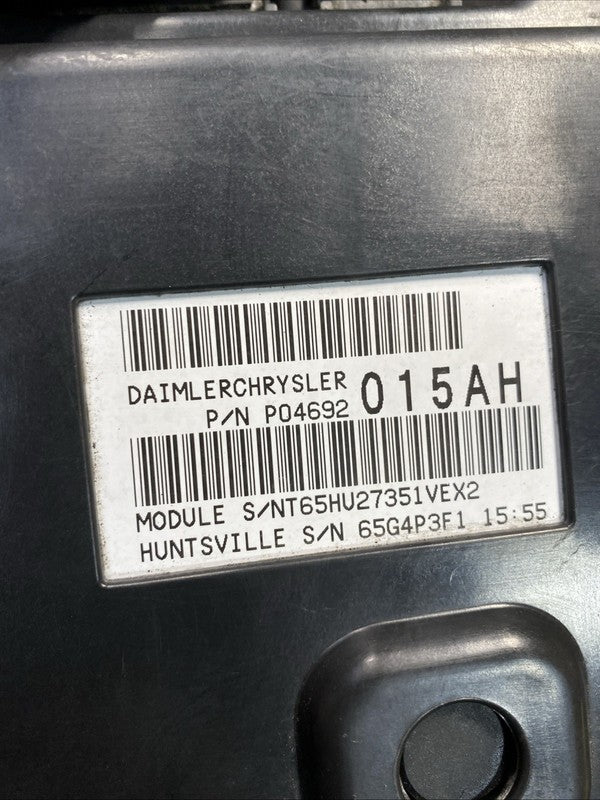 DAIMLERCHRYSLER 015AH
P/N P04692
MODULE S/NT65HU27351VEX2
HUNTSVILLE S/N 65G4P3F1 15:55